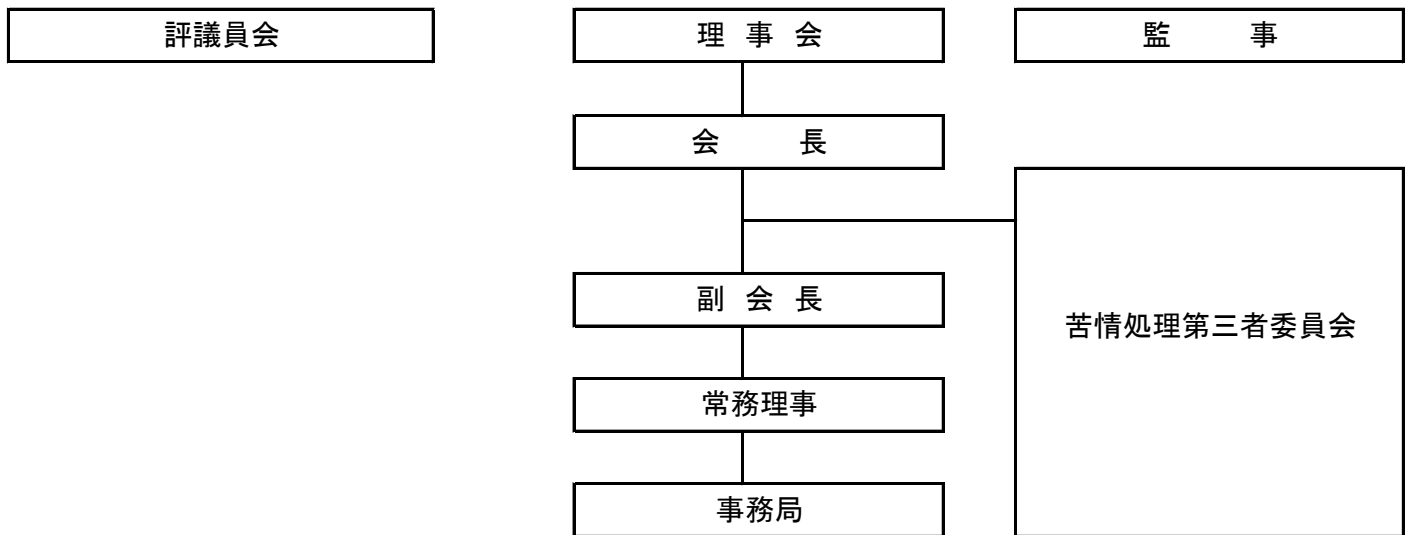 評議員会
理 事 会
監 事
会 長
副 会 長
苦情処理第三者委員会
常務理事
事務局